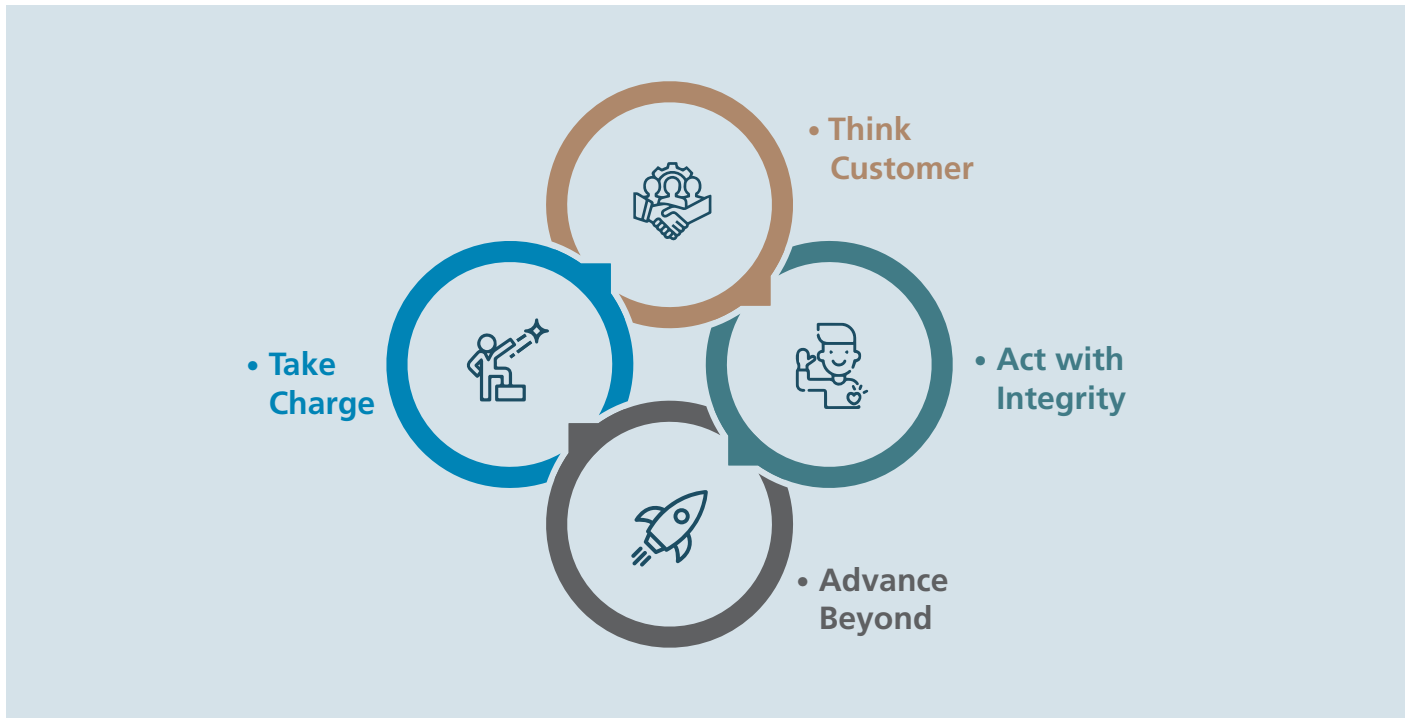 • Think
Customer
• Take
Charge
• Act with
Integrity
• Advance
Beyond